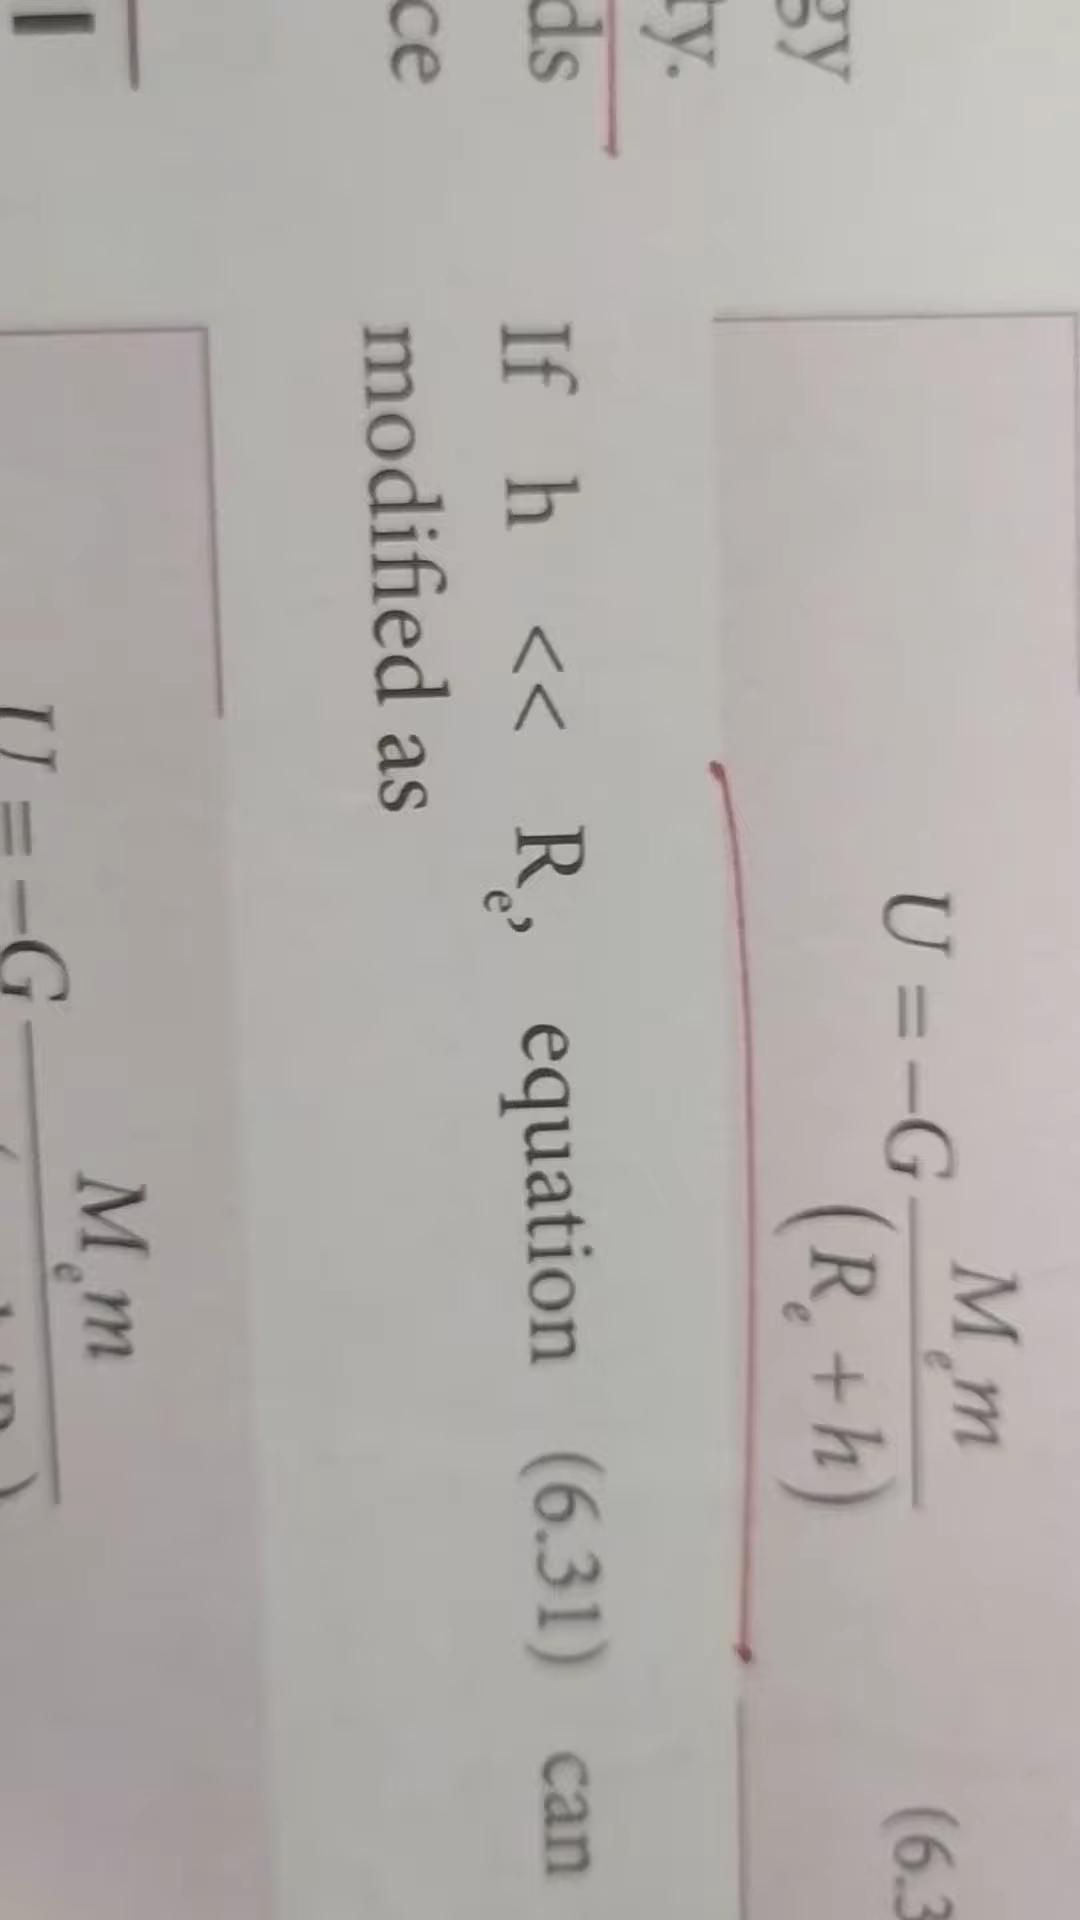 gy
ty.
ds
ce
U = -G M_e m / (R_e + h) (6.3
If h << R_e, equation (6.31) can
modified as
U = -G M_e m